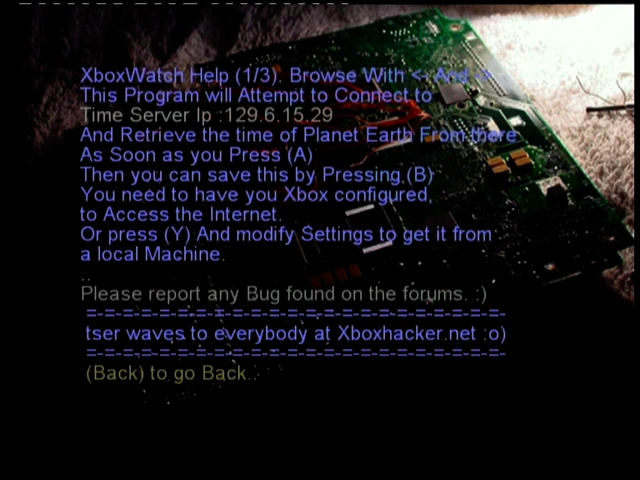 XboxWatch Help (1/3). Browse With <- And ->
This Program will Attempt to Connect to
Time Server Ip :129.6.15.29
And Retrieve the time of Planet Earth From there
As Soon as you Press (A)
Then you can save this by Pressing (B)
You need to have you Xbox configured,
to Access the Internet.
Or press (Y) And modify Settings to get it from
a local Machine.
..
Please report any Bug found on the forums. :)
=-=-=-=-=-=-=-=-=-=-=-=-=-=-=-=-=-=-=-=-=-=-=-
tser waves to everybody at Xboxhacker.net :o)
=-=-=-=-=-=-=-=-=-=-=-=-=-=-=-=-=-=-=-=-=-=-=-
(Back) to go Back..